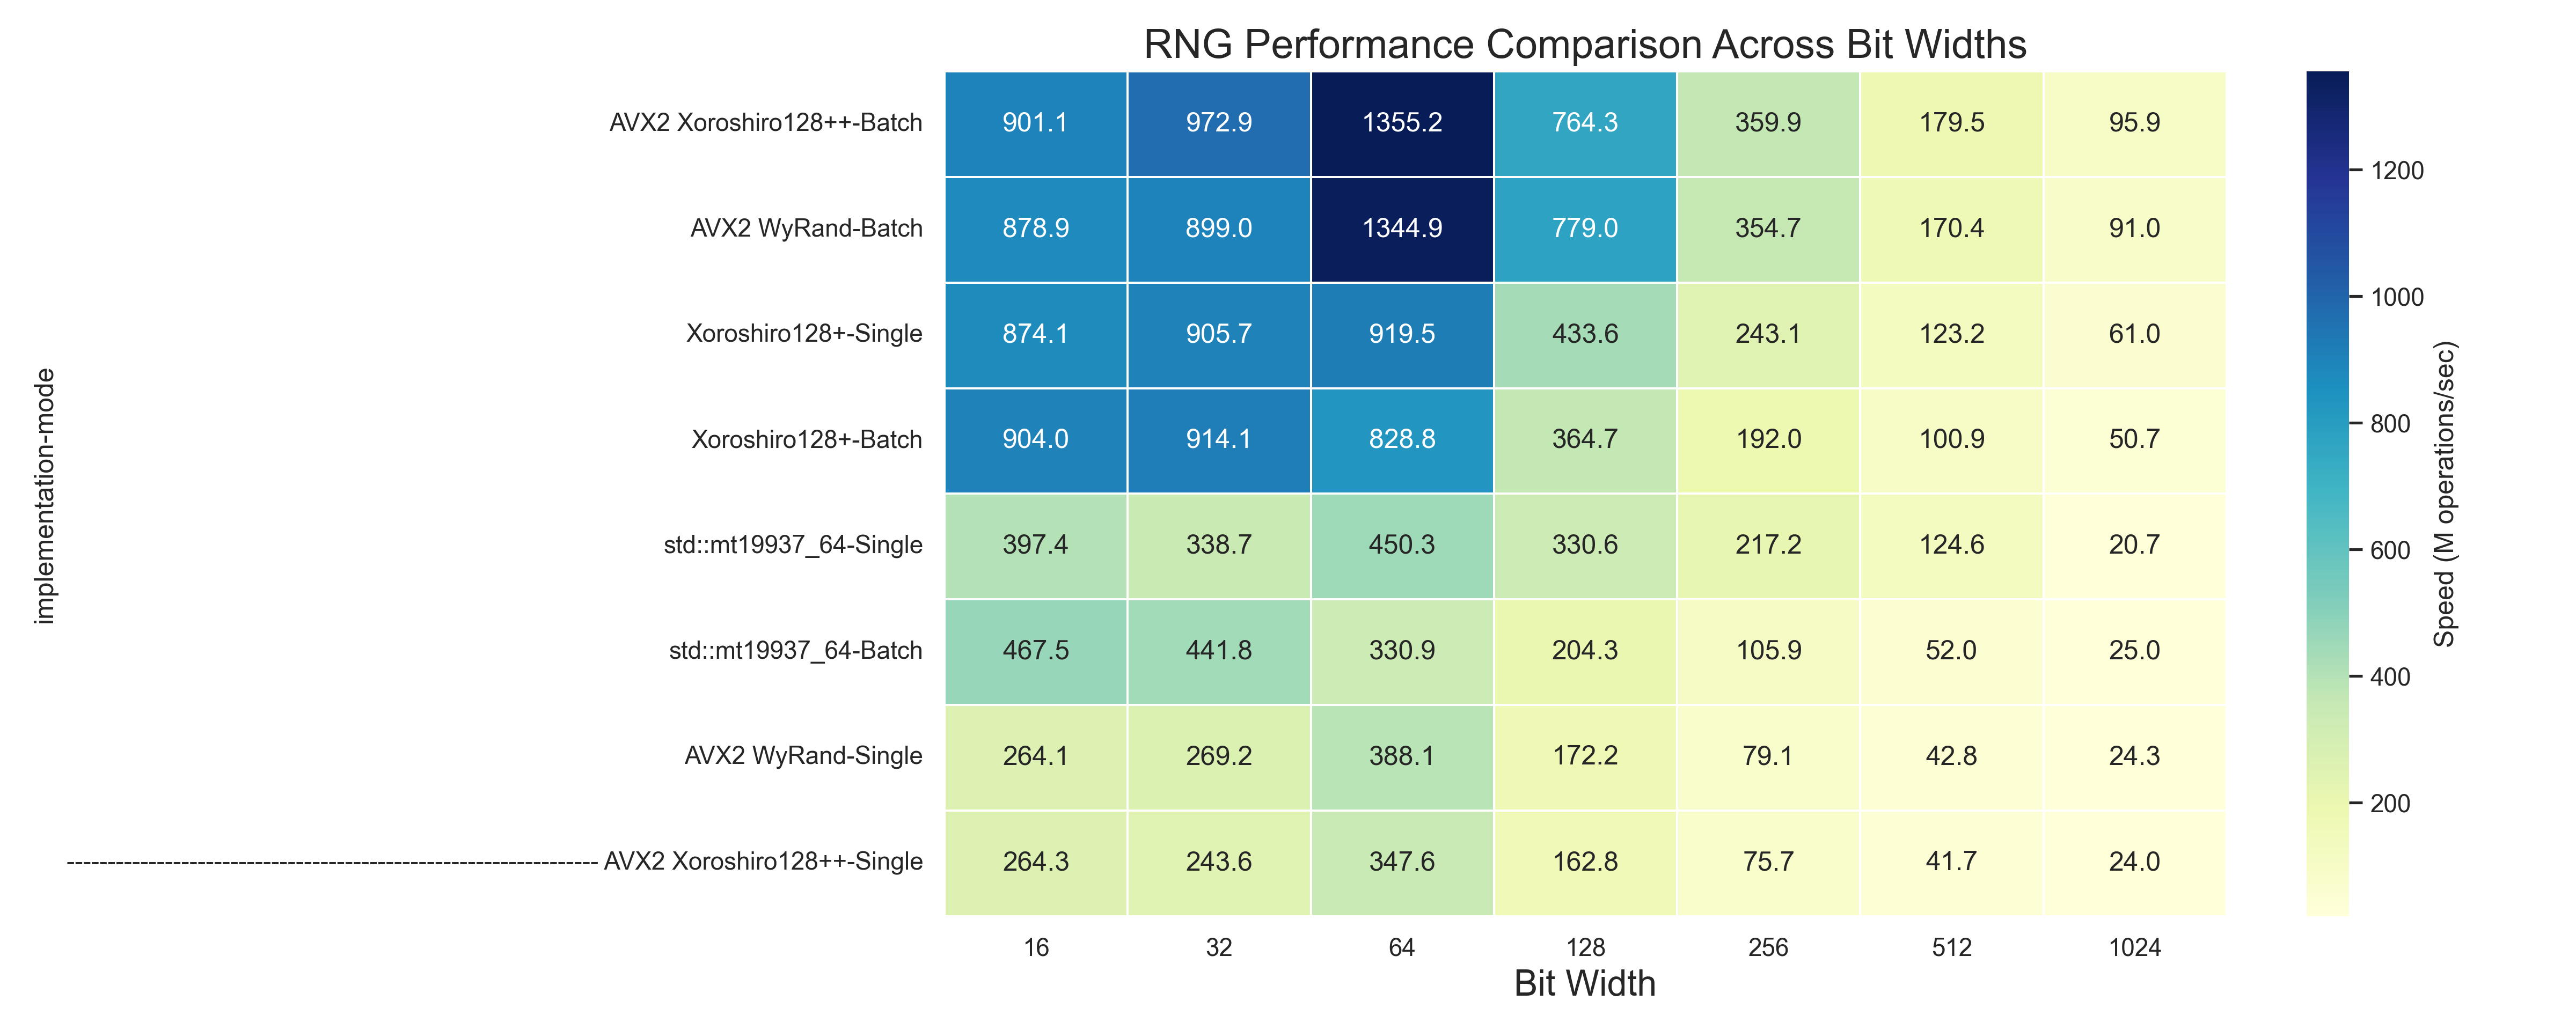 RNG Performance Comparison Across Bit Widths
implementation-mode
AVX2 Xoroshiro128++-Batch 901.1 972.9 1355.2 764.3 359.9 179.5 95.9
AVX2 WyRand-Batch 878.9 899.0 1344.9 779.0 354.7 170.4 91.0
Xoroshiro128+-Single 874.1 905.7 919.5 433.6 243.1 123.2 61.0
Xoroshiro128+-Batch 904.0 914.1 828.8 364.7 192.0 100.9 50.7
std::mt19937_64-Single 397.4 338.7 450.3 330.6 217.2 124.6 20.7
std::mt19937_64-Batch 467.5 441.8 330.9 204.3 105.9 52.0 25.0
AVX2 WyRand-Single 264.1 269.2 388.1 172.2 79.1 42.8 24.3
----------------------------------------------------------------- AVX2 Xoroshiro128++-Single 264.3 243.6 347.6 162.8 75.7 41.7 24.0
16 32 64 128 256 512 1024
Bit Width
1200
1000
800
600
400
200
Speed (M operations/sec)